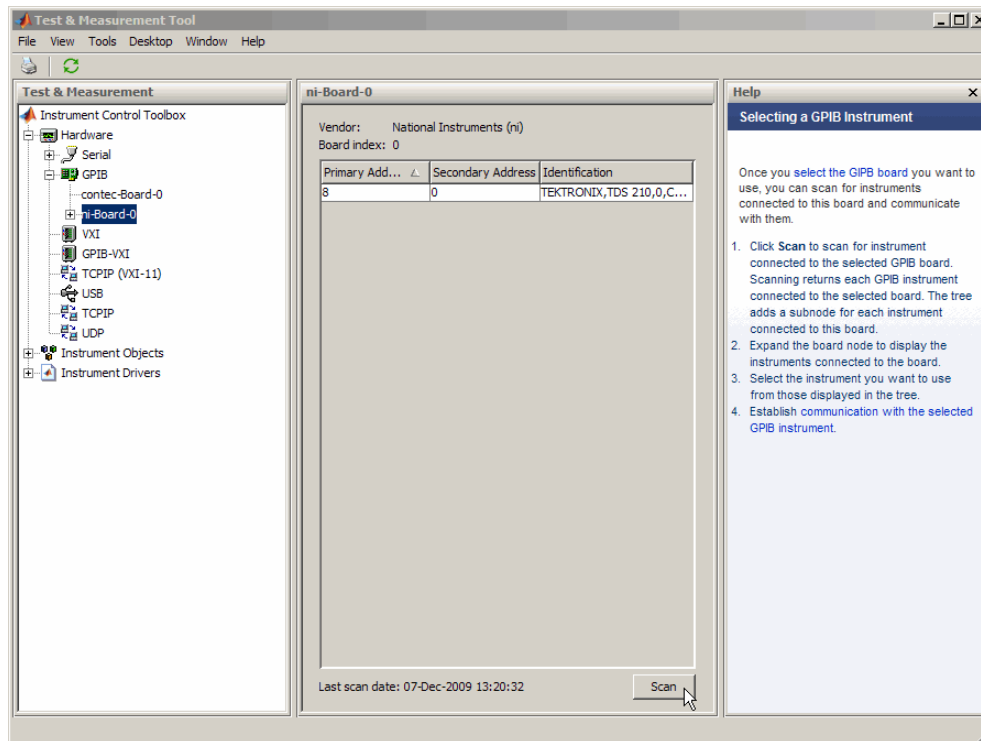 Test & Measurement Tool
File View Tools Desktop Window Help
Test & Measurement
Instrument Control Toolbox
Hardware
Serial
GPIB
contec-Board-0
ni-Board-0
VXI
GPIB-VXI
TCPIP (VXI-11)
USB
TCPIP
UDP
Instrument Objects
Instrument Drivers
ni-Board-0
Vendor: National Instruments (ni)
Board index: 0
Primary Add... Secondary Address Identification
8 0 TEKTRONIX,TDS 210,0,C...
Last scan date: 07-Dec-2009 13:20:32
Scan
Help
Selecting a GPIB Instrument
Once you select the GIPB board you want to
use, you can scan for instruments
connected to this board and communicate
with them.
1. Click Scan to scan for instrument
connected to the selected GPIB board.
Scanning returns each GPIB instrument
connected to the selected board. The tree
adds a subnode for each instrument
connected to this board.
2. Expand the board node to display the
instruments connected to the board.
3. Select the instrument you want to use
from those displayed in the tree.
4. Establish communication with the selected
GPIB instrument.